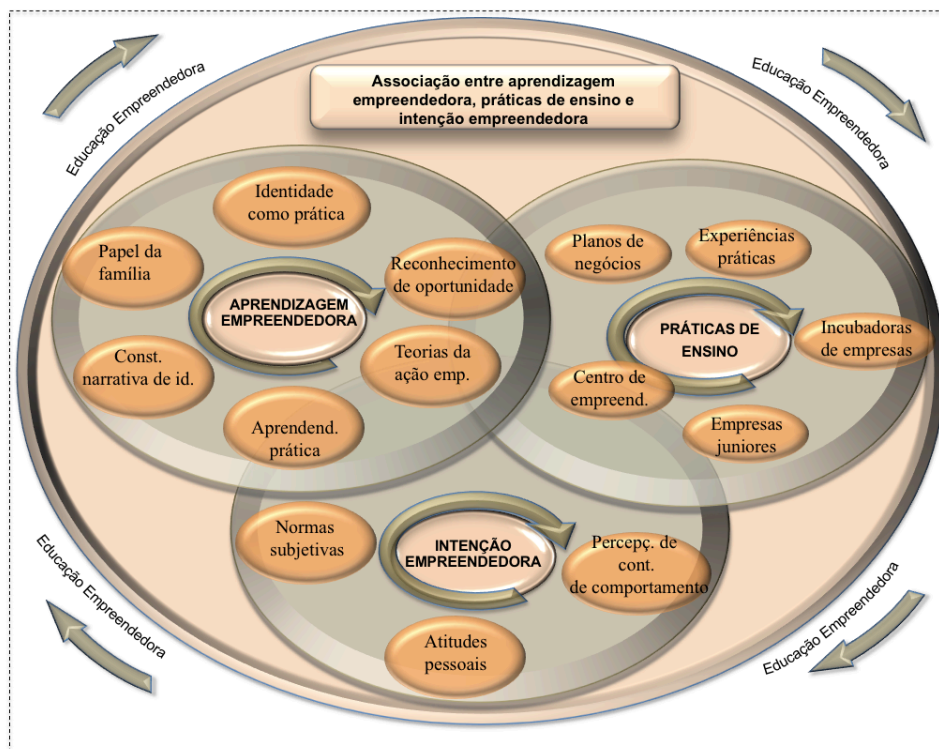 Associação entre aprendizagem
empreendedora, práticas de ensino e
intenção empreendedora
Educação Empreendedora
Educação Empreendedora
Identidade
como prática
Papel da
família
Reconhecimento
de oportunidade
APRENDIZAGEM
EMPREENDEDORA
Const.
narrativa de id.
Teorias da
ação emp.
Aprendend.
prática
Planos de
negócios
Experiências
práticas
PRÁTICAS DE
ENSINO
Incubadoras
de empresas
Centro de
empreend.
Empresas
juniores
Normas
subjetivas
INTENÇÃO
EMPREENDEDORA
Percepç. de
cont.
de comportamento
Atitudes
pessoais
Educação Empreendedora
Educação Empreendedora